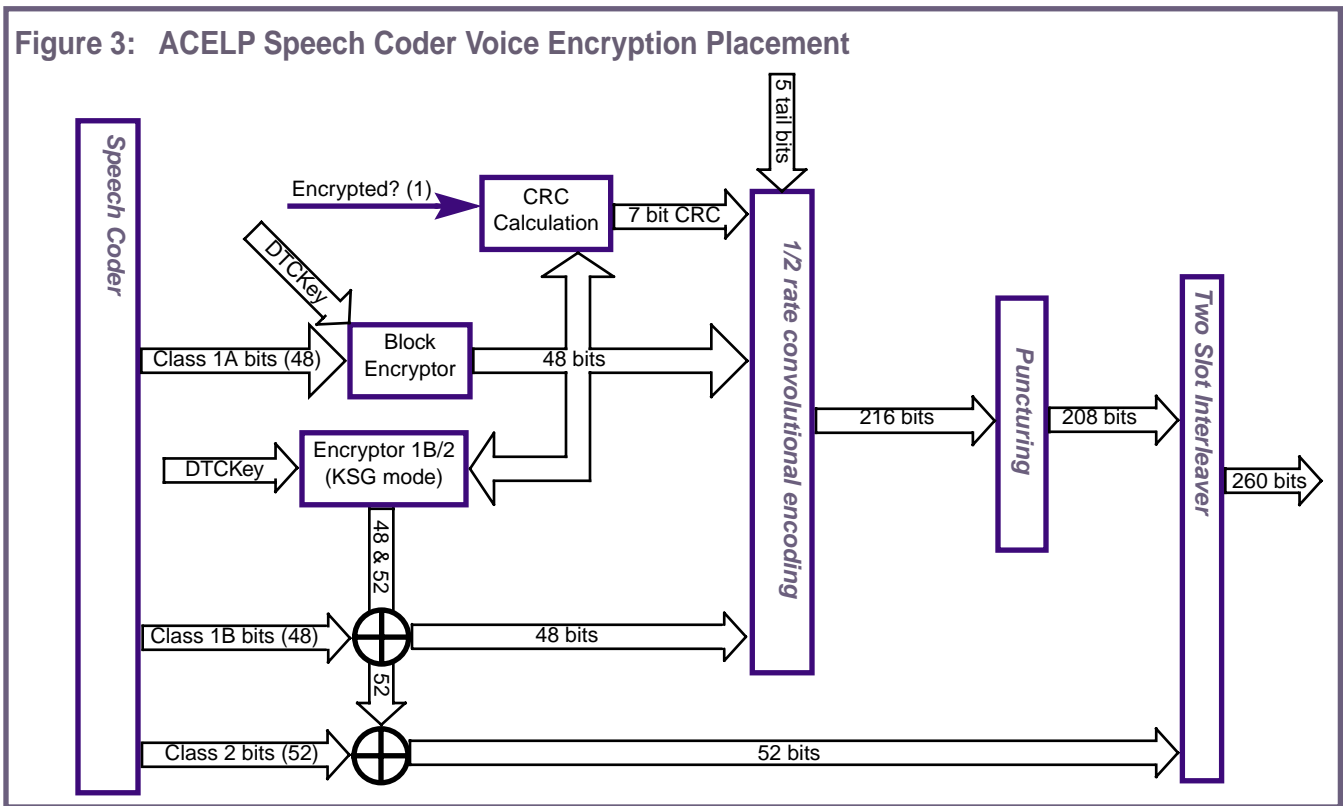 Figure 3: ACELP Speech Coder Voice Encryption Placement
5 tail bits
Speech Coder
Encrypted? (1)
CRC
Calculation
7 bit CRC
DTCKey
1/2 rate convolutional encoding
Two Slot Interleaver
Puncturing
Class 1A bits (48)
Block
Encryptor
48 bits
216 bits
208 bits
DTCKey
Encryptor 1B/2
(KSG mode)
260 bits
48 & 52
Class 1B bits (48)
48 bits
52
Class 2 bits (52)
52 bits